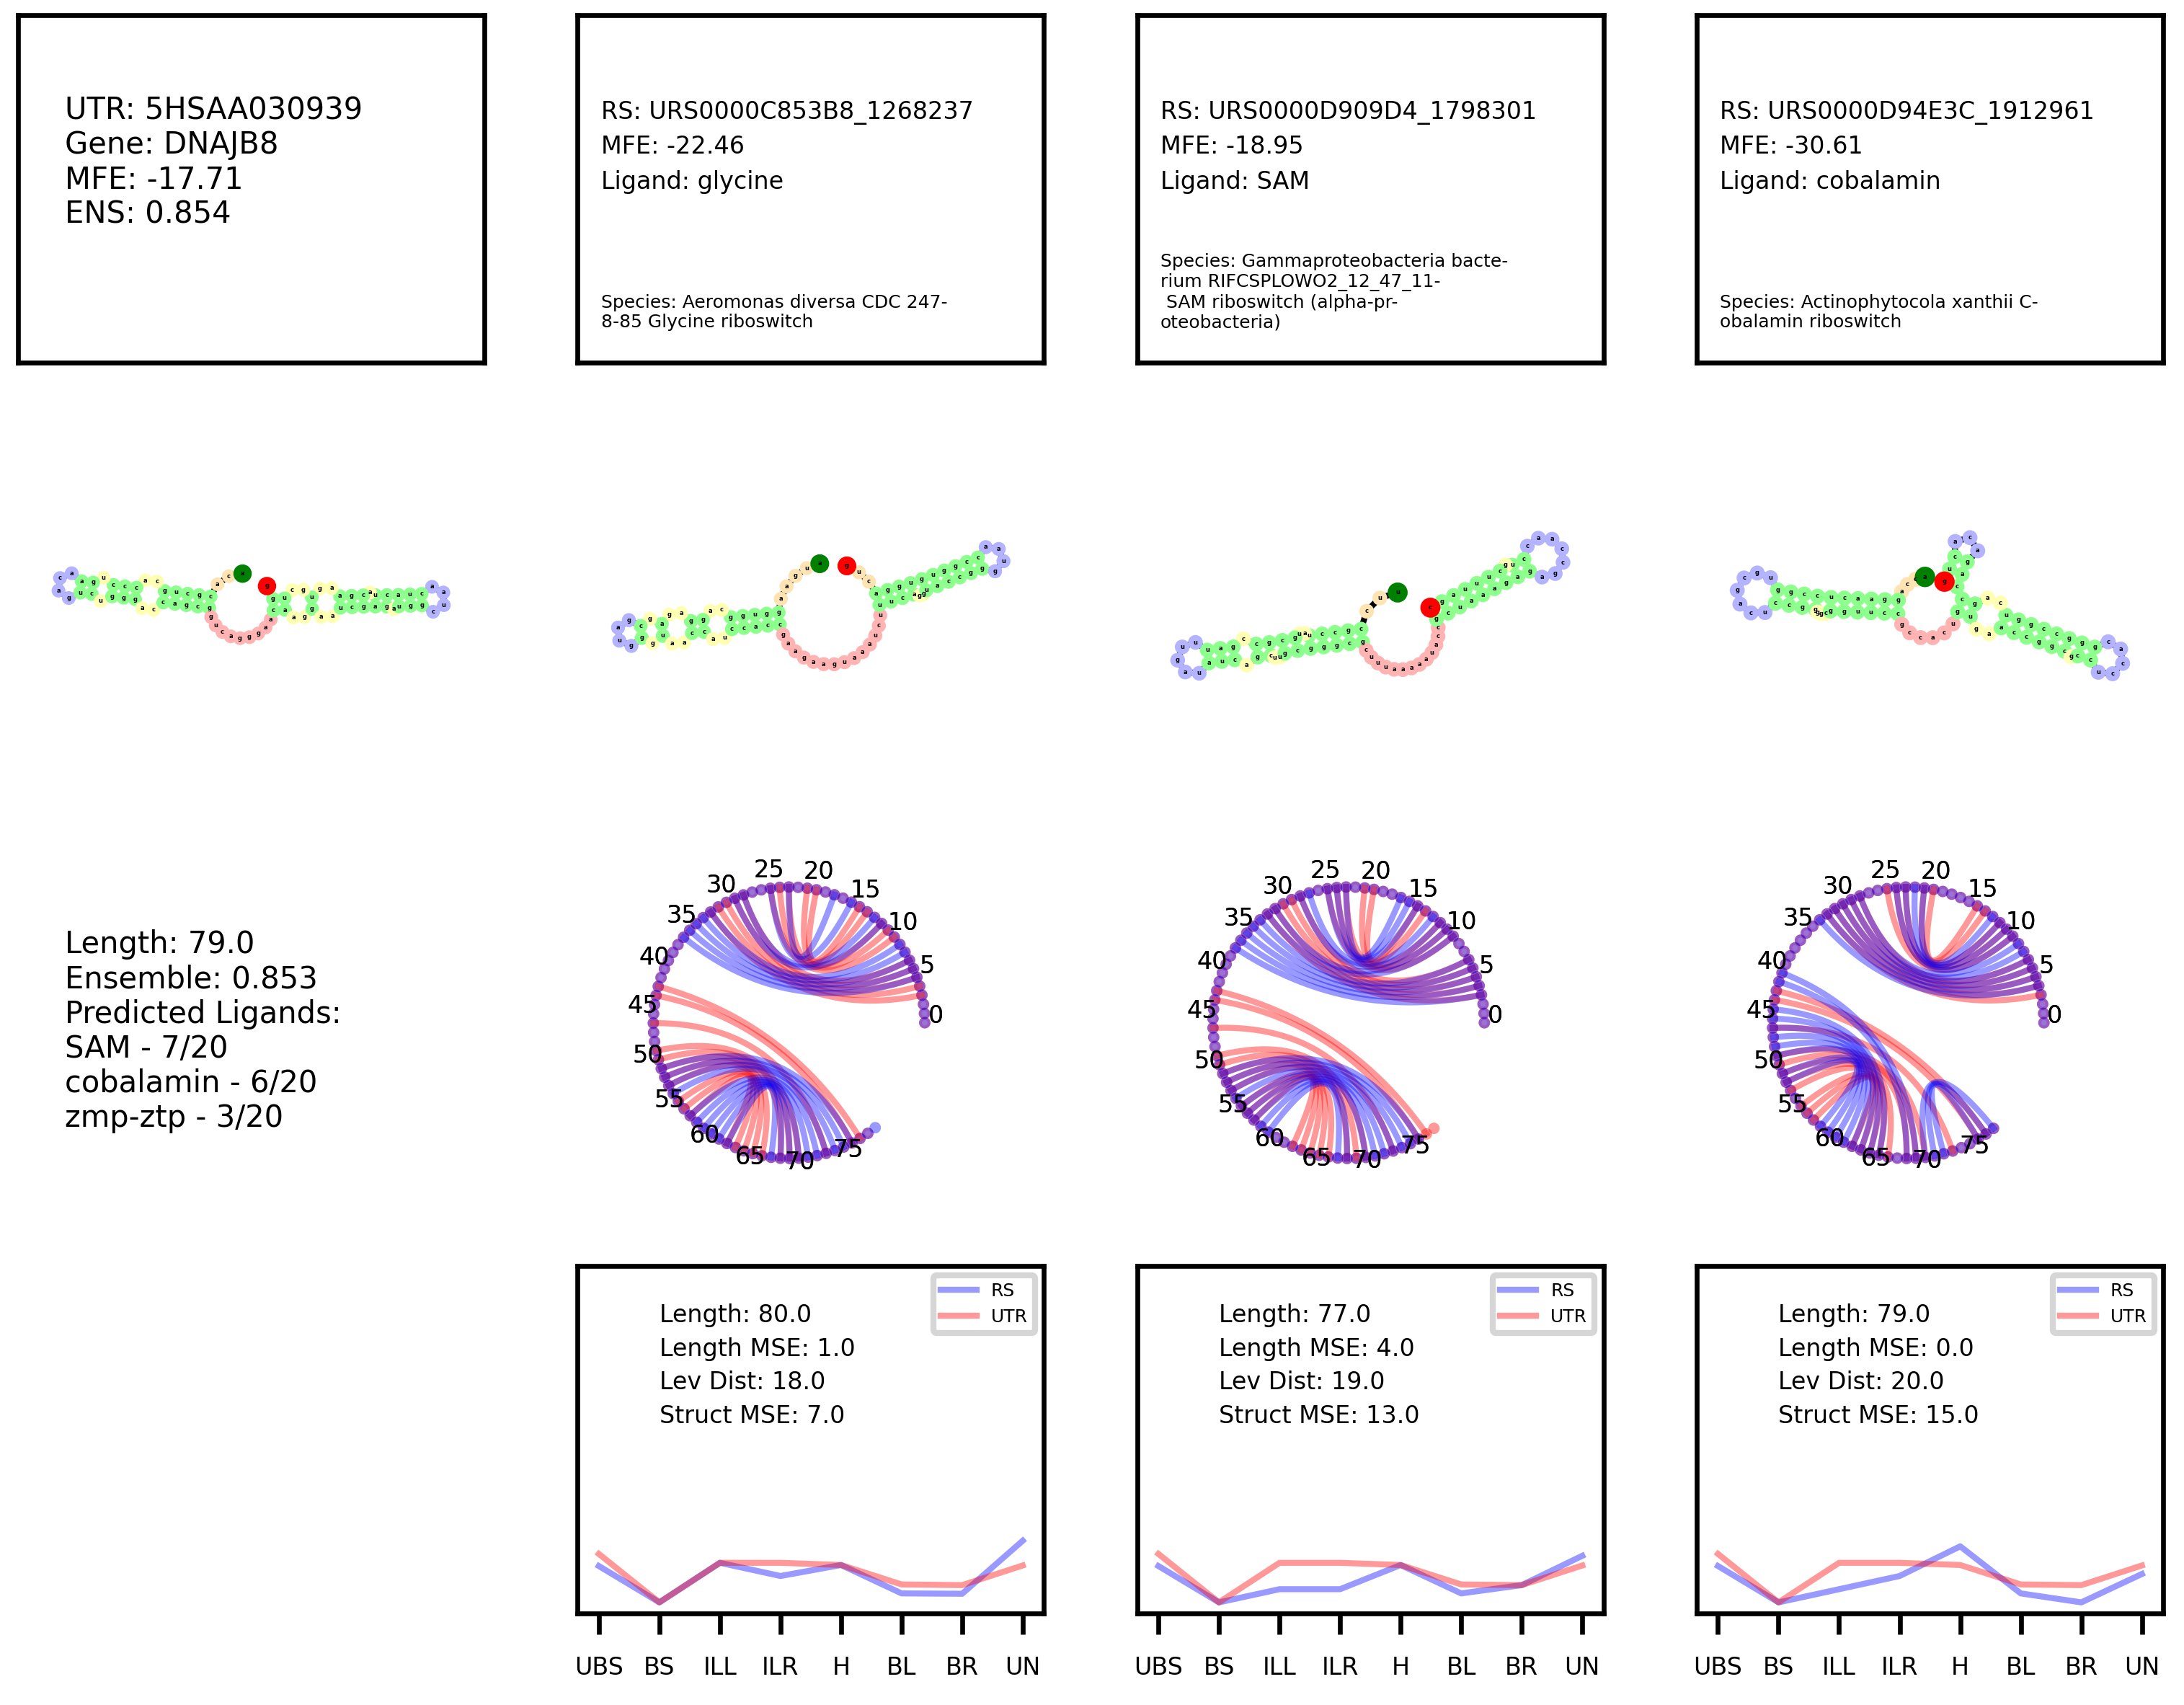 UTR: 5HSAA030939
Gene: DNAJB8
MFE: -17.71
ENS: 0.854
RS: URS0000C853B8_1268237
MFE: -22.46
Ligand: glycine
Species: Aeromonas diversa CDC 247-
8-85 Glycine riboswitch
RS: URS0000D909D4_1798301
MFE: -18.95
Ligand: SAM
Species: Gammaproteobacteria bacte-
rium RIFCSPLOWO2_12_47_11-
SAM riboswitch (alpha-pr-
oteobacteria)
RS: URS0000D94E3C_1912961
MFE: -30.61
Ligand: cobalamin
Species: Actinophytocola xanthii C-
obalamin riboswitch
Length: 79.0
Ensemble: 0.853
Predicted Ligands:
SAM - 7/20
cobalamin - 6/20
zmp-ztp - 3/20
0
5
10
15
20
25
30
35
40
45
50
55
60
65
70
75
0
5
10
15
20
25
30
35
40
45
50
55
60
65
70
75
0
5
10
15
20
25
30
35
40
45
50
55
60
65
70
75
RS
UTR
Length: 80.0
Length MSE: 1.0
Lev Dist: 18.0
Struct MSE: 7.0
UBS BS ILL ILR H BL BR UN
RS
UTR
Length: 77.0
Length MSE: 4.0
Lev Dist: 19.0
Struct MSE: 13.0
UBS BS ILL ILR H BL BR UN
RS
UTR
Length: 79.0
Length MSE: 0.0
Lev Dist: 20.0
Struct MSE: 15.0
UBS BS ILL ILR H BL BR UN